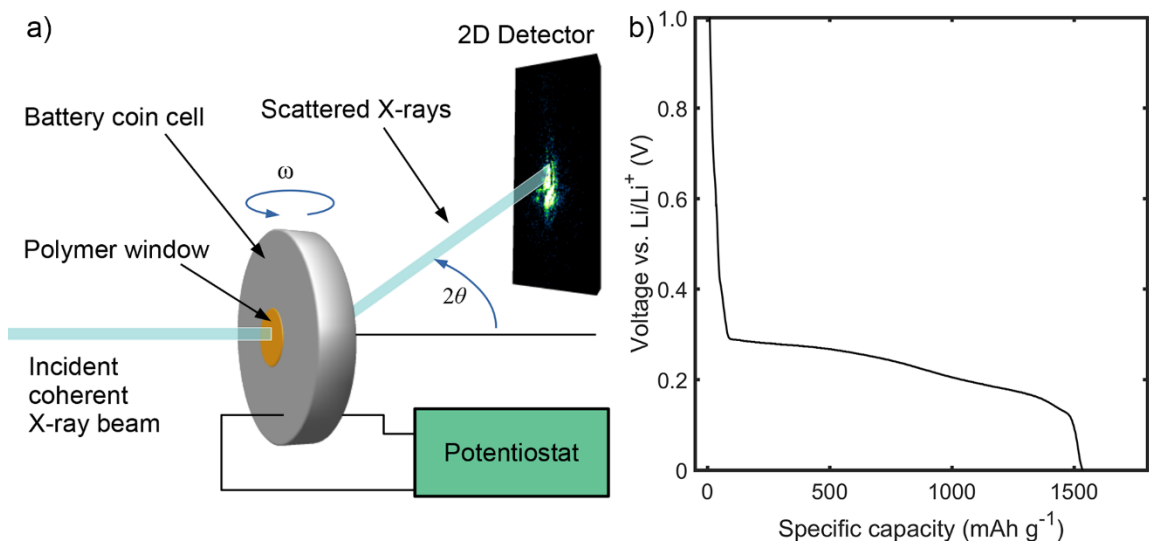 a)
2D Detector
Battery coin cell
Scattered X-rays
ω
Polymer window
2θ
Incident
coherent
X-ray beam
Potentiostat
b)
1.0
0.8
0.6
0.4
0.2
0
Voltage vs. Li/Li⁺ (V)
0
500
1000
1500
Specific capacity (mAh g⁻¹)